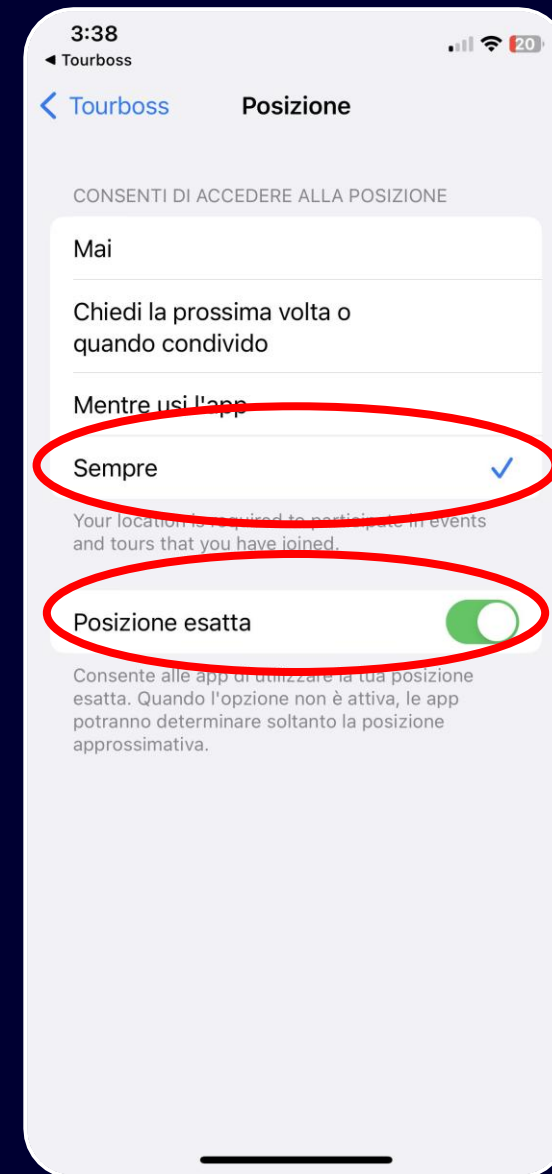 3:38
◀ Tourboss
20
Tourboss
Posizione
CONSENTI DI ACCEDERE ALLA POSIZIONE
Mai
Chiedi la prossima volta o
quando condivido
Mentre usi l'app
Sempre
Your location is required to participate in events
and tours that you have joined.
Posizione esatta
Consente alle app di utilizzare la tua posizione
esatta. Quando l'opzione non è attiva, le app
potranno determinare soltanto la posizione
approssimativa.